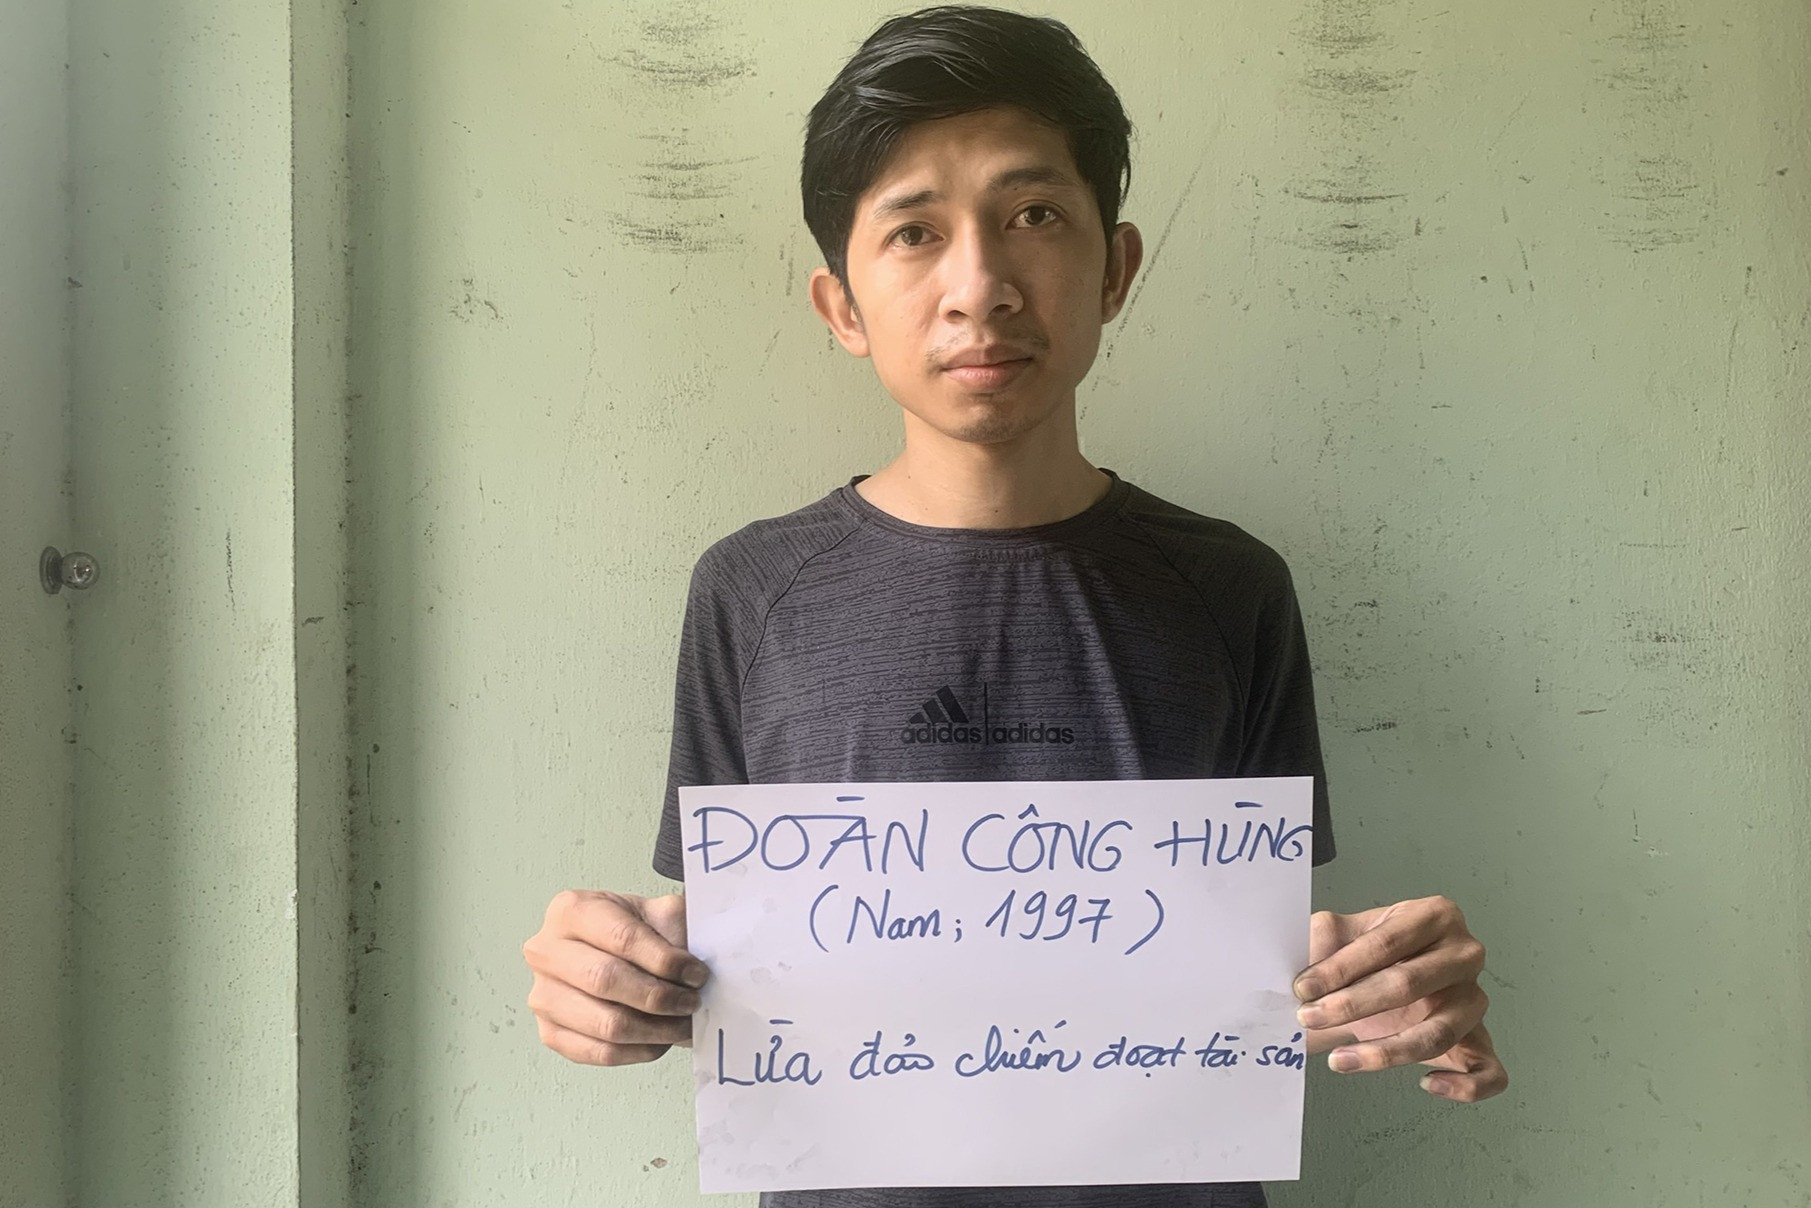 adidas adidas
ĐOÀN CÔNG HÙNG
(Nam; 1997)
Lừa đảo chiếm đoạt tài sản